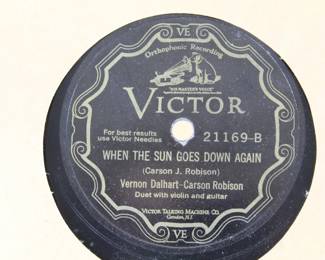 VE
Orthophonic Recording
"HIS MASTER'S VOICE"
VICTOR
For best results
use Victor Needles
21169-B
WHEN THE SUN GOES DOWN AGAIN
(Carson J. Robison)
Vernon Dalhart-Carson Robison
Duet with violin and guitar
VICTOR TALKING MACHINE CO.
Camden, N.J.
VE